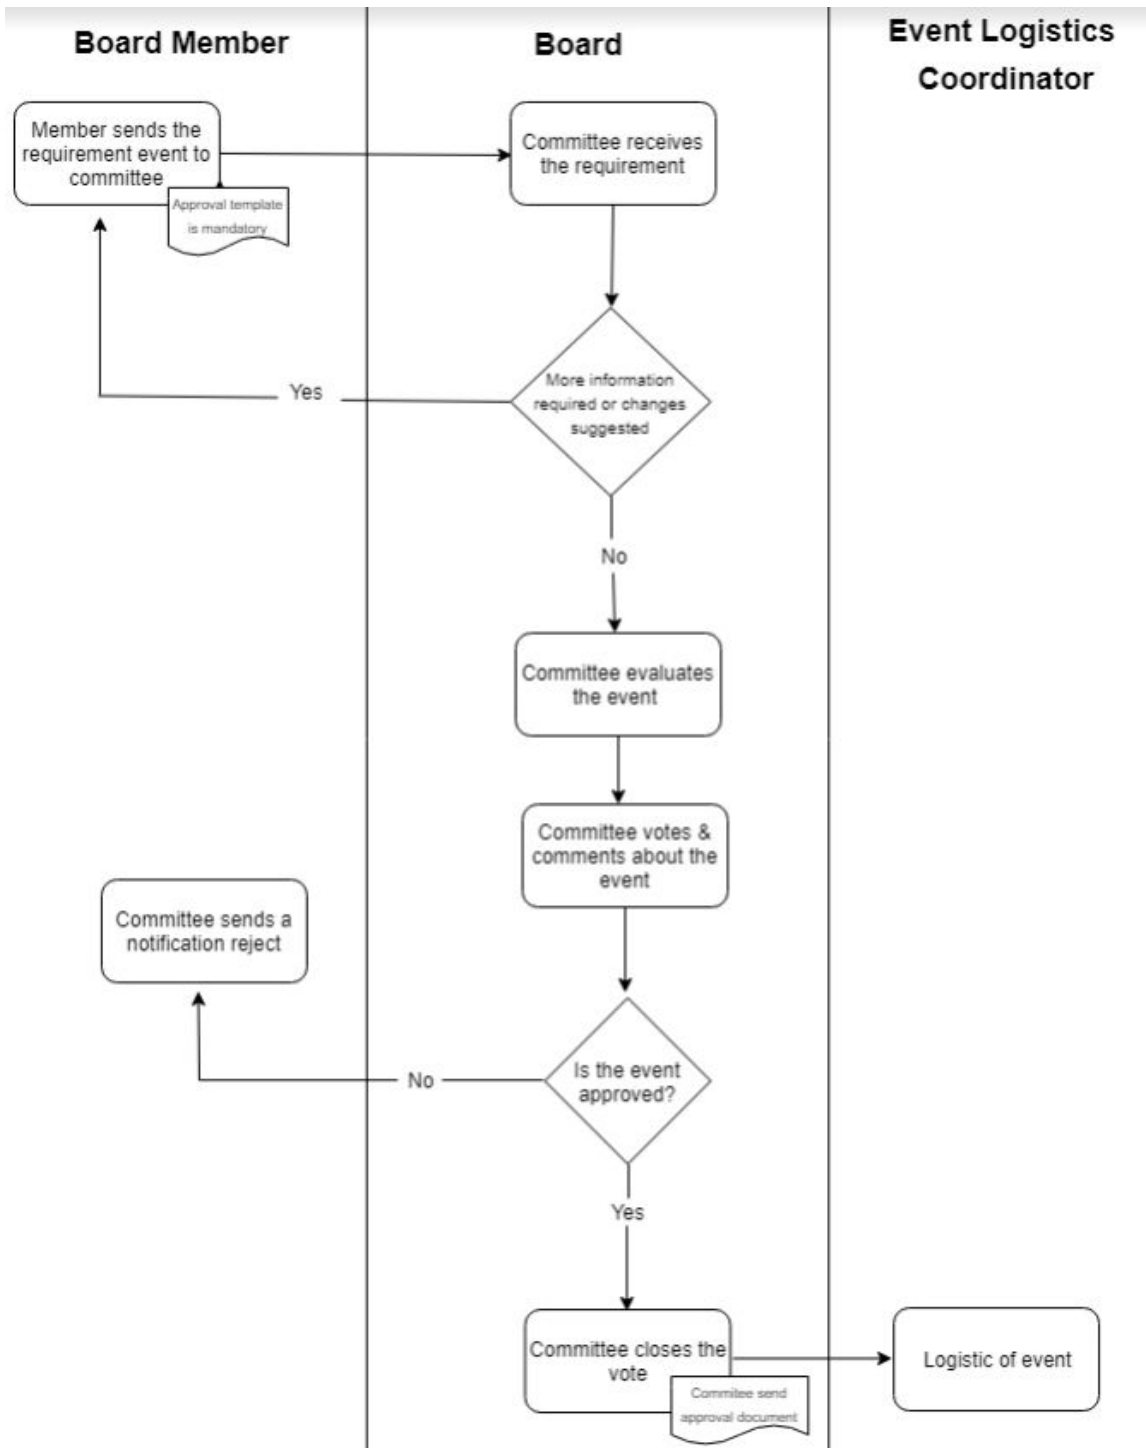 Board Member
Board
Event Logistics
Coordinator
Member sends the
requirement event to
committee
Approval template
is mandatory
Committee receives
the requirement
More information
required or changes
suggested
Yes
No
Committee evaluates
the event
Committee votes &
comments about the
event
Committee sends a
notification reject
Is the event
approved?
No
Yes
Committee closes the
vote
Commitee send
approval document
Logistic of event